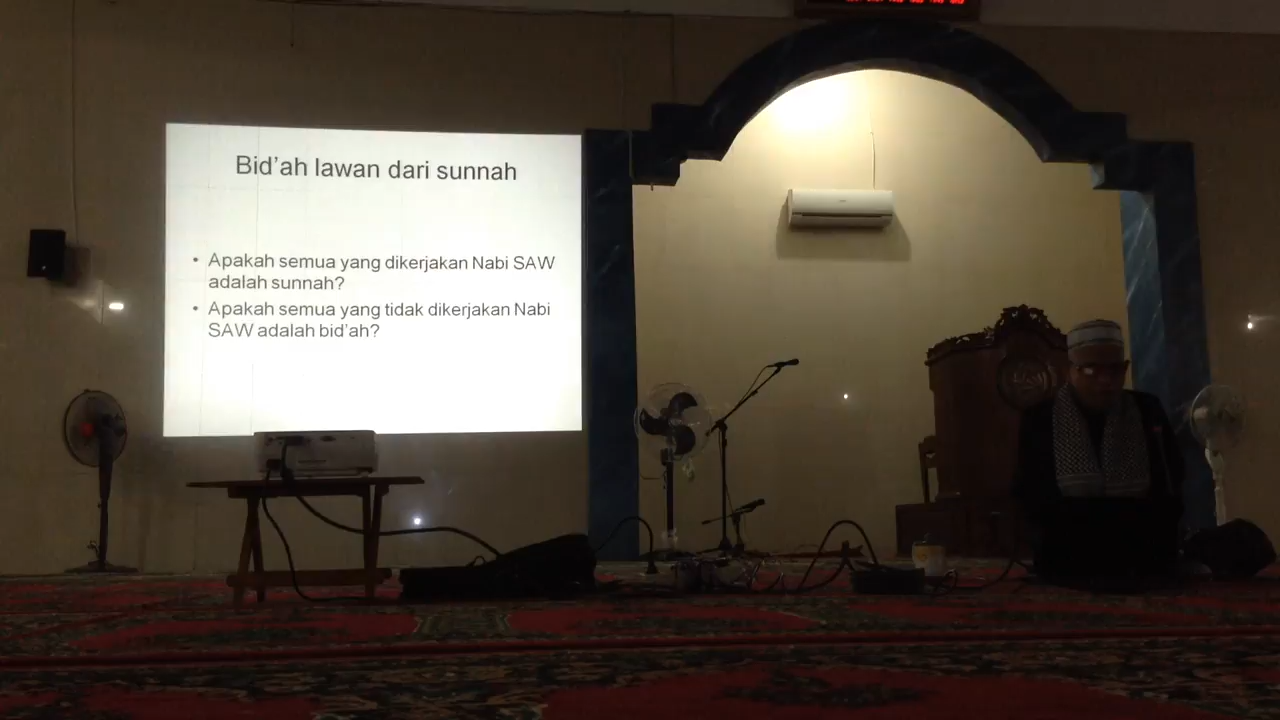 Bid'ah lawan dari sunnah
• Apakah semua yang dikerjakan Nabi SAW
adalah sunnah?
• Apakah semua yang tidak dikerjakan Nabi
SAW adalah bid'ah?